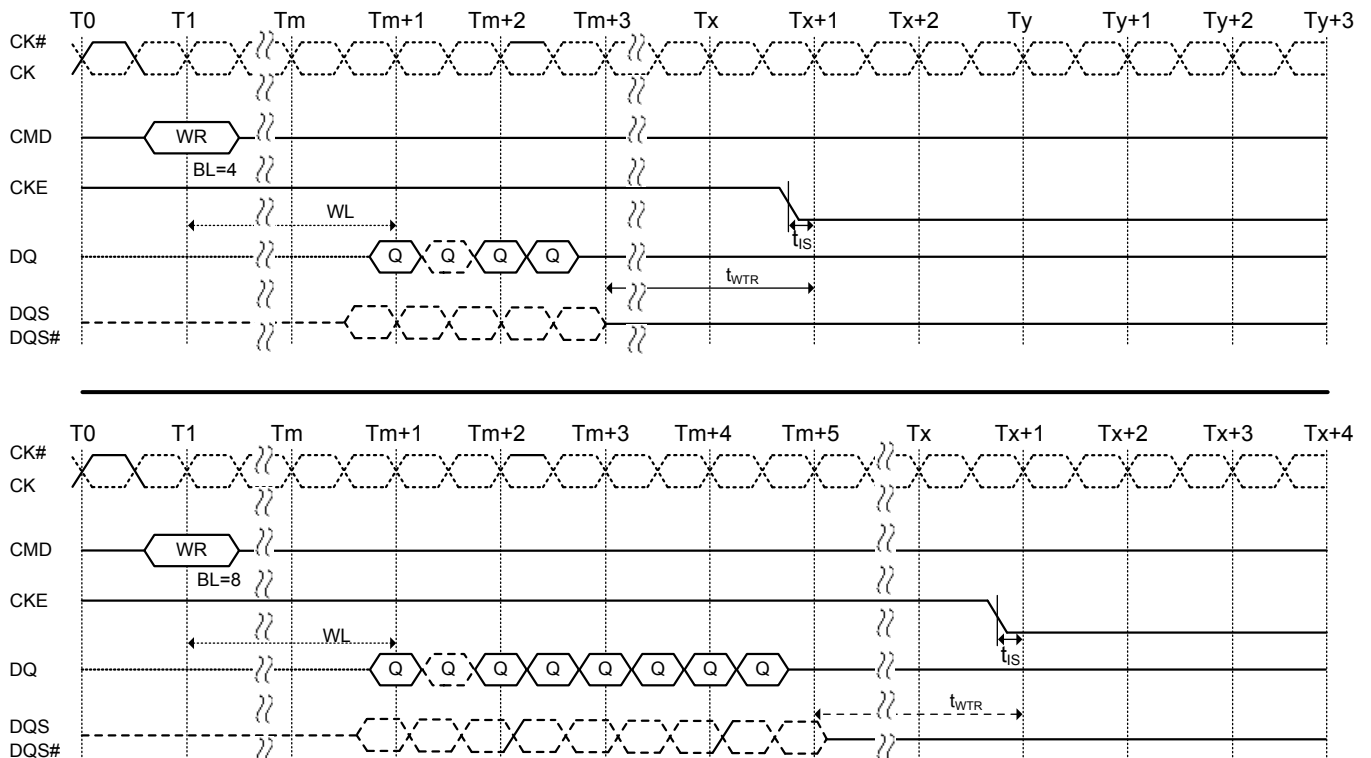 T0 T1 Tm Tm+1 Tm+2 Tm+3 Tx Tx+1 Tx+2 Ty Ty+1 Ty+2 Ty+3
CK#
CK
CMD WR
BL=4
CKE
WL
tIS
DQ Q Q Q Q
tWTR
DQS
DQS#
T0 T1 Tm Tm+1 Tm+2 Tm+3 Tm+4 Tm+5 Tx Tx+1 Tx+2 Tx+3 Tx+4
CK#
CK
CMD WR
BL=8
CKE
WL
tIS
DQ Q Q Q Q Q Q Q Q
tWTR
DQS
DQS#